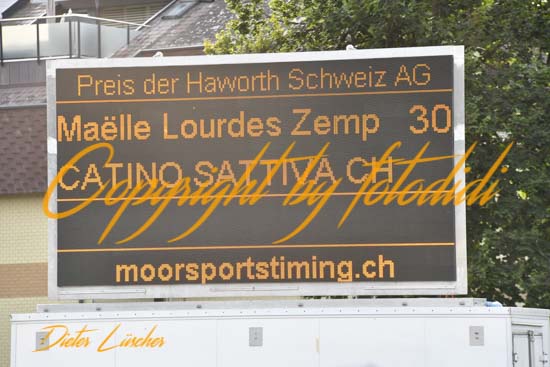 Preis der Haworth Schweiz AG
Maëlle Lourdes Zemp 30
CATINO SATTIVA CH
Copyright by fotodidi
moorsportstiming.ch
Dieter Lüscher